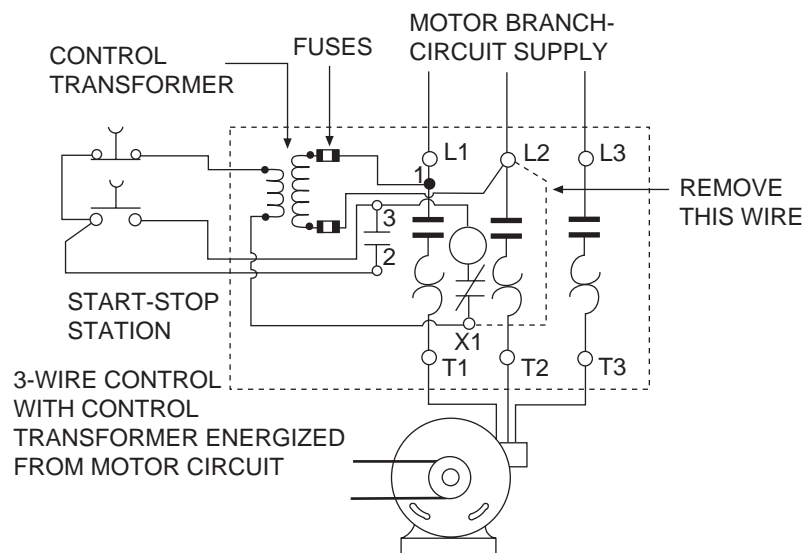 MOTOR BRANCH-
CIRCUIT SUPPLY
FUSES
CONTROL
TRANSFORMER
L1
L2
L3
1
REMOVE
THIS WIRE
3
2
START-STOP
STATION
X1
T1
T2
T3
3-WIRE CONTROL
WITH CONTROL
TRANSFORMER ENERGIZED
FROM MOTOR CIRCUIT